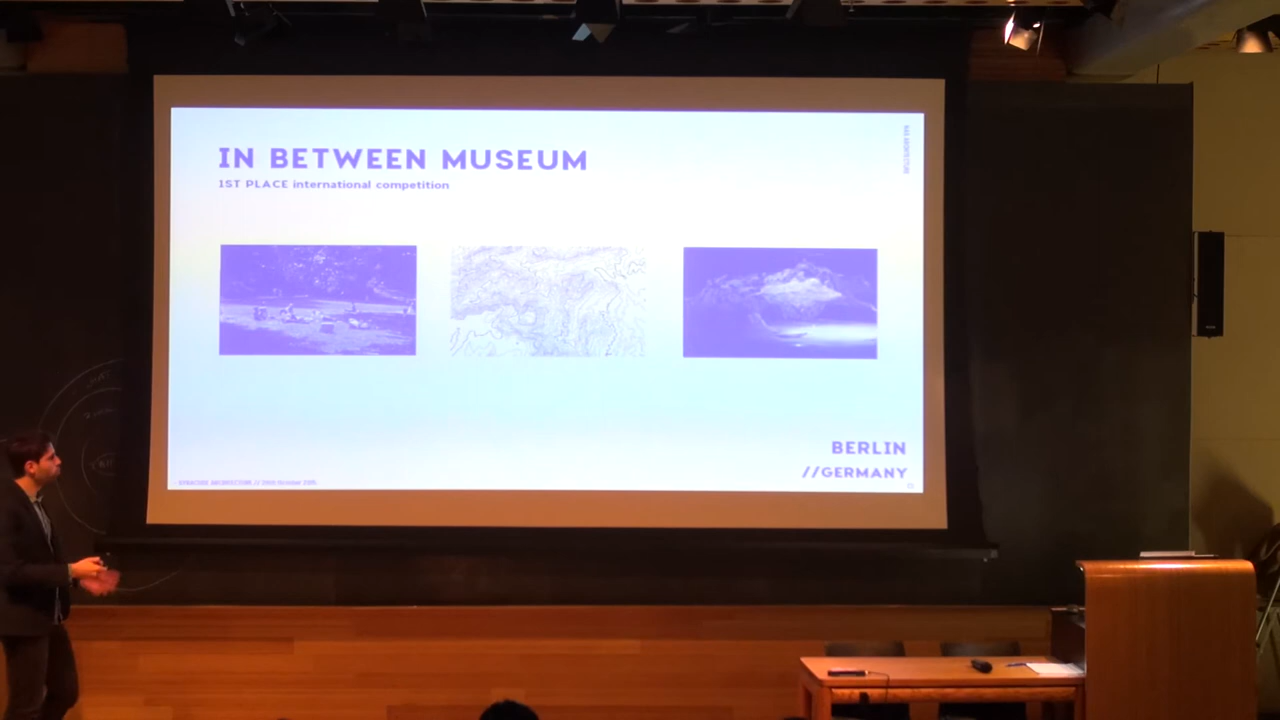 IN BETWEEN MUSEUM
1ST PLACE international competition
BERLIN
//GERMANY